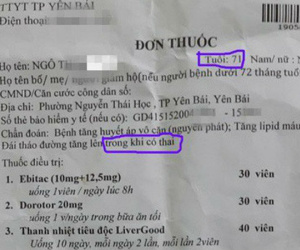 TTYT TP YÊN BÁI
1905
ĐƠN THUỐC
Họ tên: NGÔ T Tuổi: 71 Nam/ nữ:
Họ tên bố/ mẹ/ giám hộ(nếu người bệnh dưới 72 tháng tuổ
CMND/Căn cước công dân số:
Địa chỉ: Phường Nguyễn Thái Học, TP Yên Bái, Yên Bái
Số thẻ bảo hiểm y tế (nếu có): GD41515200
Chẩn đoán: Bệnh tăng huyết áp vô căn(nguyên phát); Tăng lipid máu
Đái tháo đường tăng lên trong khi có thai
Thuốc điều trị:
1. Ebitac (10mg+12,5mg) 30 viên
uống 1viên / ngày lúc 8h
2. Dorotor 20mg 30 viên
uống 1 v/ngày trong bữa ăn tối
3. Thanh nhiệt tiêu độc LiverGood 40 viên
Uống 10 ngày, mỗi ngày 2 lần, mỗi lần 2 viên